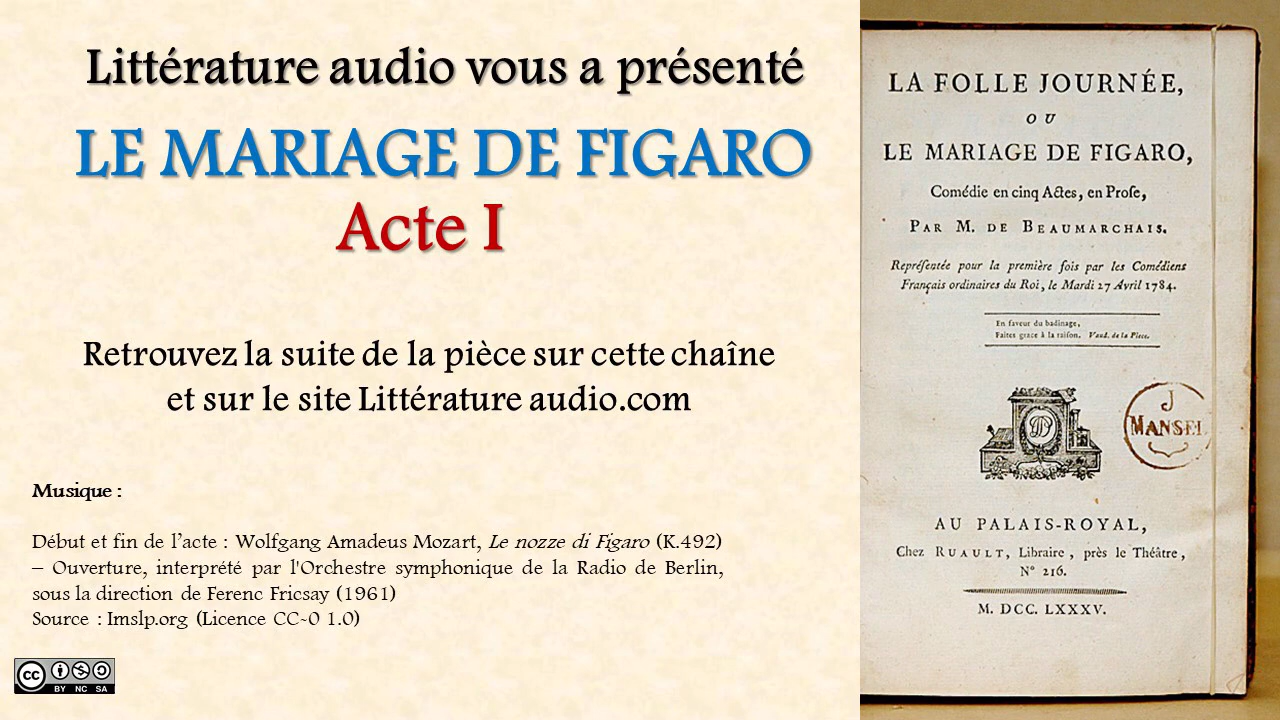 Littérature audio vous a présenté
LE MARIAGE DE FIGARO
Acte I
Retrouvez la suite de la pièce sur cette chaîne
et sur le site Littérature audio.com
Musique :
Début et fin de l’acte : Wolfgang Amadeus Mozart, Le nozze di Figaro (K.492)
– Ouverture, interprété par l'Orchestre symphonique de la Radio de Berlin,
sous la direction de Ferenc Fricsay (1961)
Source : Imslp.org (Licence CC-0 1.0)
cc
BY NC SA
LA FOLLE JOURNÉE,
OU
LE MARIAGE DE FIGARO,
Comédie en cinq Actes, en Proſe,
PAR M. DE BEAUMARCHAIS.
Repréſentée pour la première fois par les Comédiens
Français ordinaires du Roi, le Mardi 27 Avril 1784.
En faveur du badinage,
Faites grace à la raiſon. Vaud. de la Piece.
J
MANSEL
AU PALAIS-ROYAL,
Chez RUAULT, Libraire, près le Théâtre,
N° 216.
M. DCC. LXXXV.